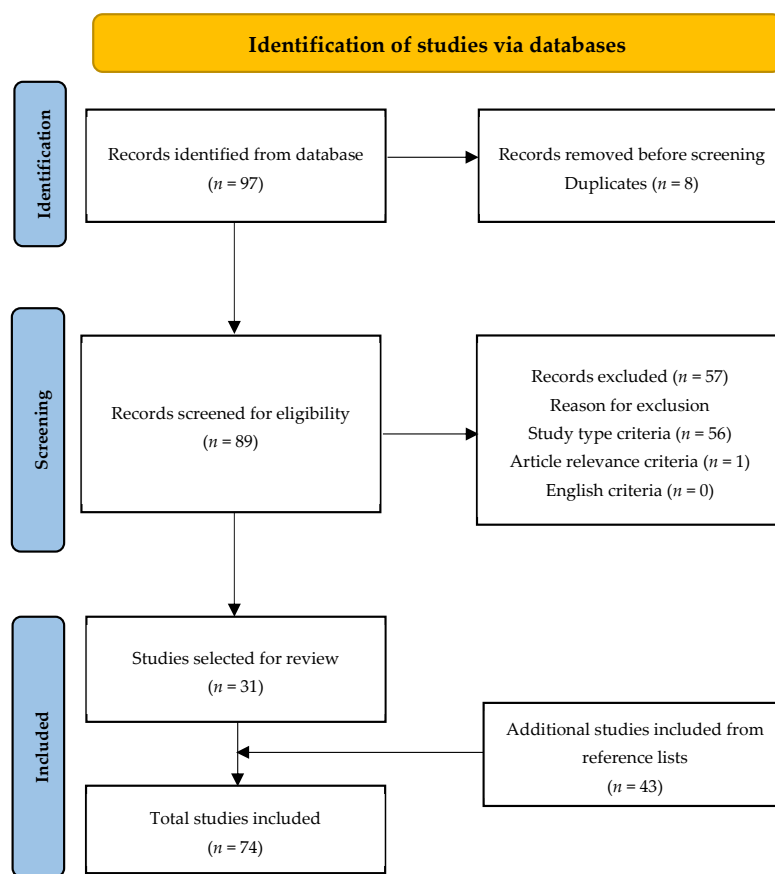 Identification of studies via databases
Identification
Records identified from database
(n = 97)
Records removed before screening
Duplicates (n = 8)
Screening
Records screened for eligibility
(n = 89)
Records excluded (n = 57)
Reason for exclusion
Study type criteria (n = 56)
Article relevance criteria (n = 1)
English criteria (n = 0)
Included
Studies selected for review
(n = 31)
Additional studies included from
reference lists
(n = 43)
Total studies included
(n = 74)